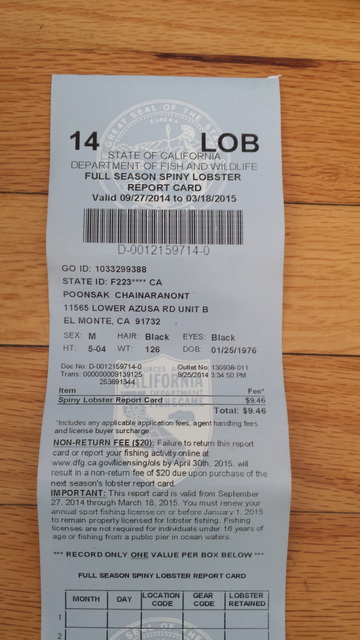 GREAT SEAL OF THE
EUREKA
14 LOB
STATE OF CALIFORNIA
DEPARTMENT OF FISH AND WILDLIFE
FULL SEASON SPINY LOBSTER
REPORT CARD
Valid 09/27/2014 to 03/18/2015
D-0012159714-0
GO ID: 1033299388
STATE ID: F223**** CA
POONSAK CHAINARANONT
11565 LOWER AZUSA RD UNIT B
EL MONTE, CA 91732
SEX: M HAIR: Black EYES: Black
HT: 5-04 WT: 126 DOB: 01/25/1976
Doc No: D-0012159714-0 Outlet No: 130938-011
Trans: 000000009139125 9/25/2014 3:34:50 PM
253691344
CALIFORNIA
Item Fee*
Spiny Lobster Report Card $9.46
Total: $9.46
*Includes any applicable application fees, agent handling fees
and license buyer surcharge
NON-RETURN FEE ($20): Failure to return this report
card or report your fishing activity online at
www.dfg.ca.gov/licensing/ols by April 30th, 2015, will
result in a non-return fee of $20 due upon purchase of the
next season's lobster report card.
IMPORTANT: This report card is valid from September
27, 2014 through March 18, 2015. You must renew your
annual sport fishing license on or before January 1, 2015
to remain properly licensed for lobster fishing. Fishing
licenses are not required for individuals under 16 years of
age or fishing from a public pier in ocean waters.
*** RECORD ONLY ONE VALUE PER BOX BELOW ***
FULL SEASON SPINY LOBSTER REPORT CARD
MONTH DAY LOCATION CODE GEAR CODE LOBSTER RETAINED
1
2